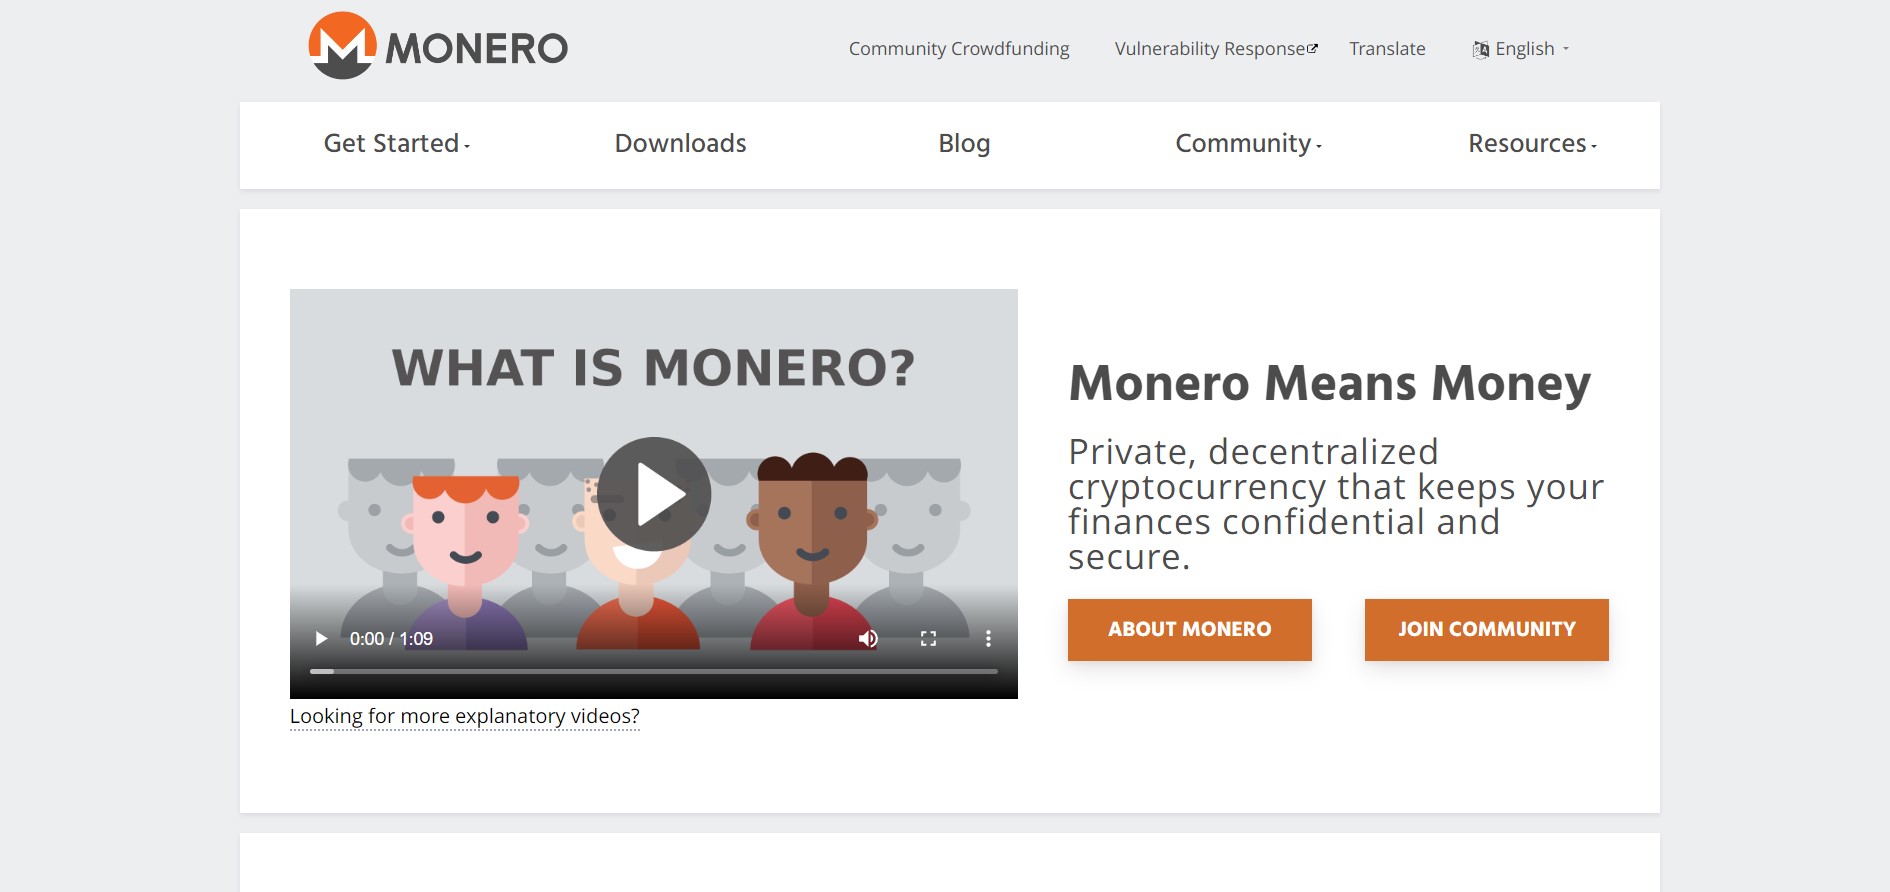 MONERO
Community Crowdfunding
Vulnerability Response
Translate
English
Get Started
Downloads
Blog
Community
Resources
WHAT IS MONERO?
0:00 / 1:09
Looking for more explanatory videos?
Monero Means Money
Private, decentralized
cryptocurrency that keeps your
finances confidential and
secure.
ABOUT MONERO
JOIN COMMUNITY